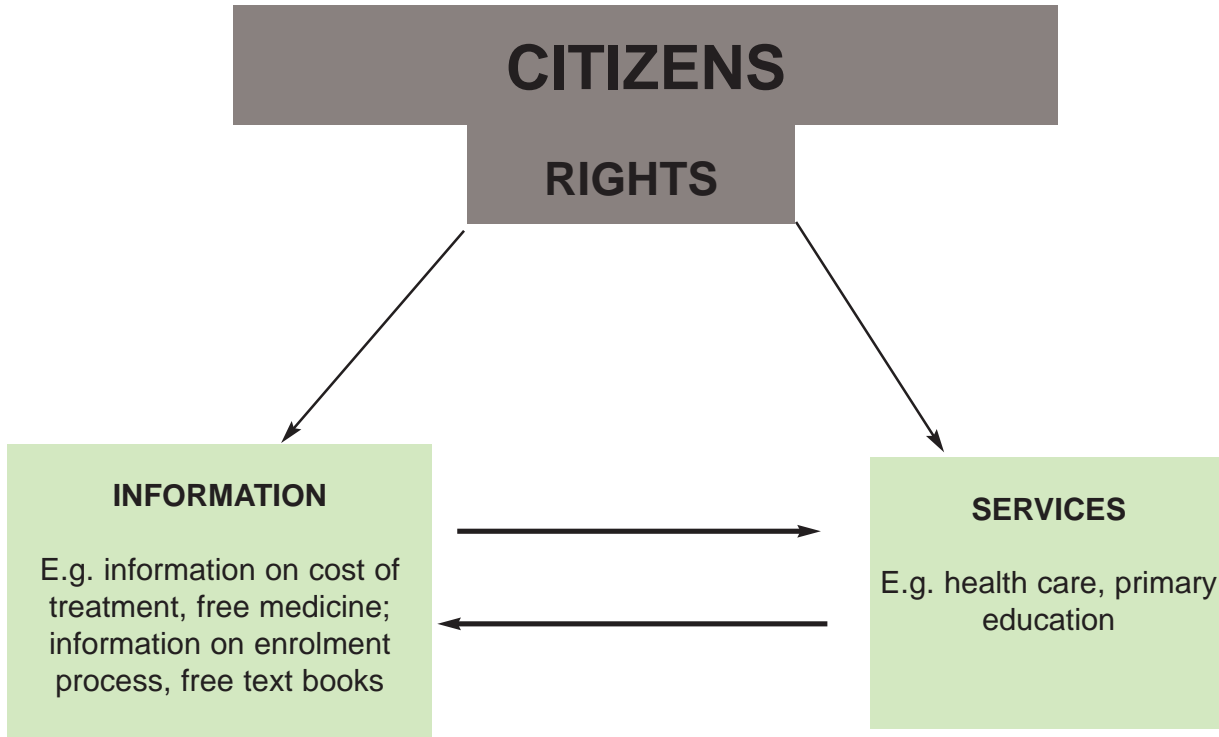 CITIZENS
RIGHTS
INFORMATION
E.g. information on cost of
treatment, free medicine;
information on enrolment
process, free text books
SERVICES
E.g. health care, primary
education